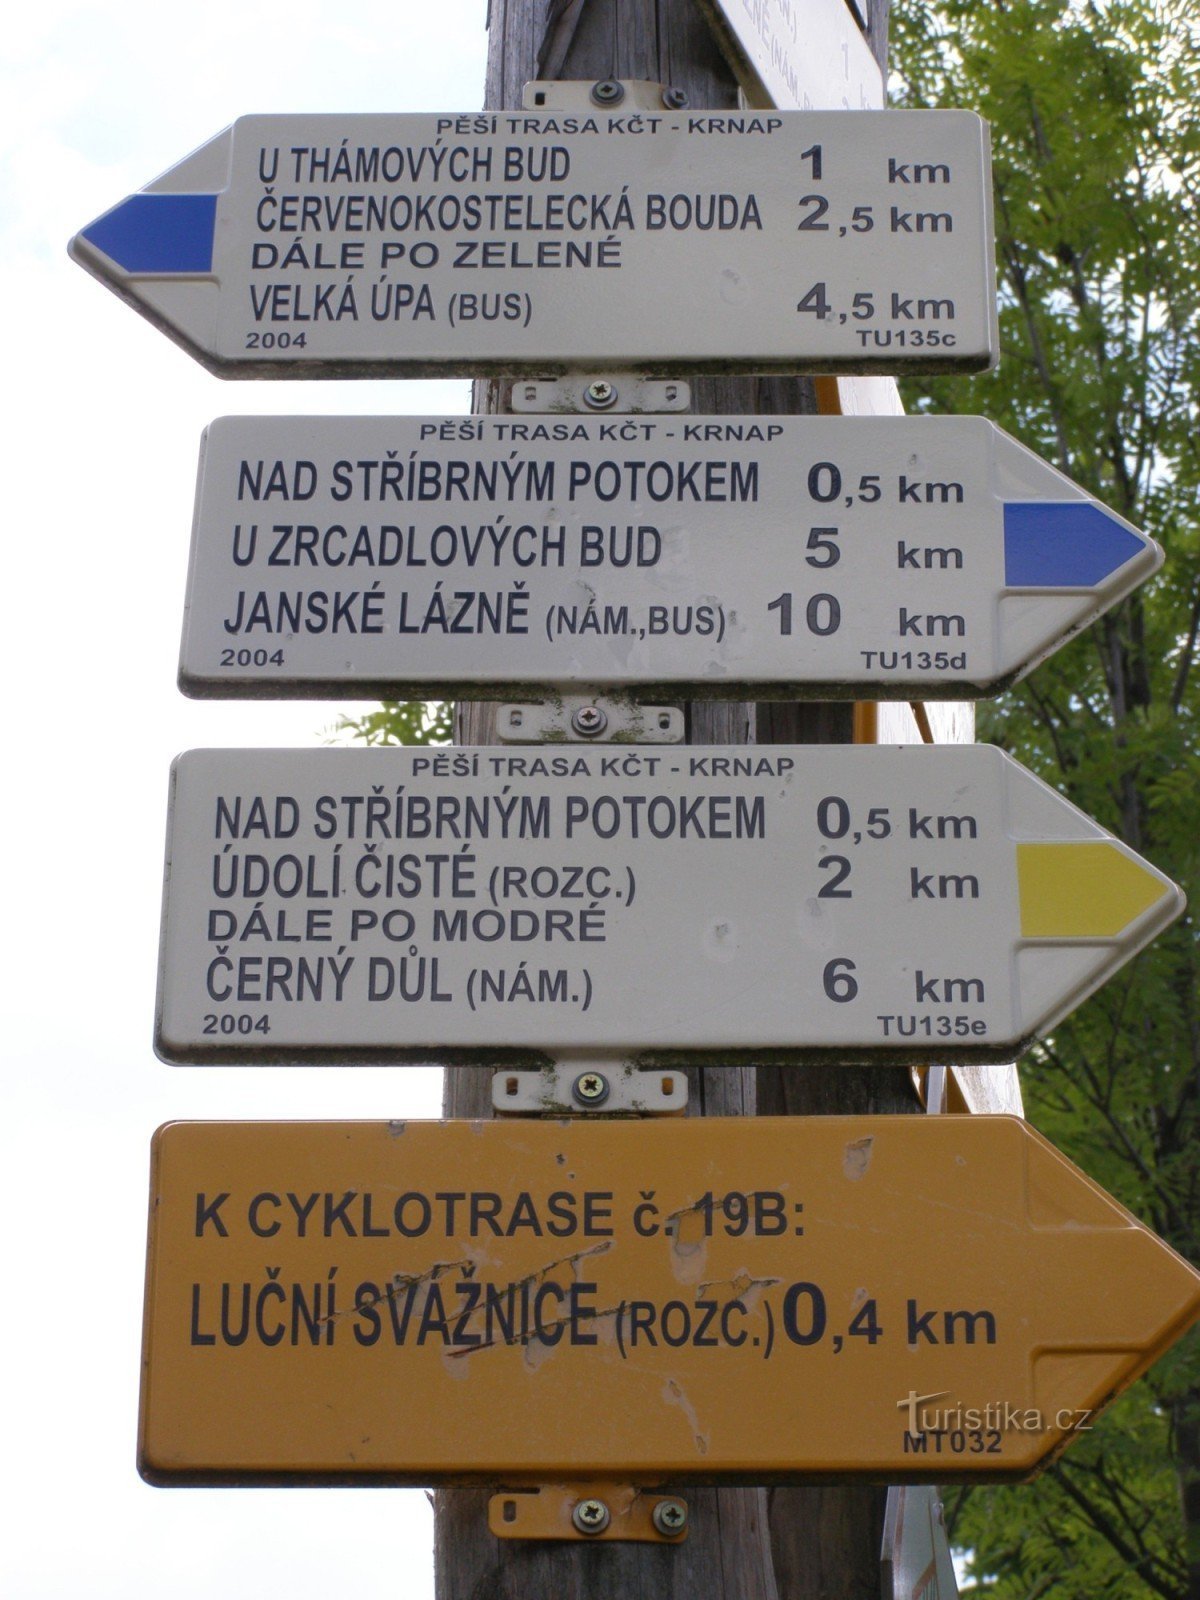 PĚŠÍ TRASA KČT - KRNAP
U THÁMOVÝCH BUD 1 km
ČERVENOKOSTELECKÁ BOUDA 2,5 km
DÁLE PO ZELENÉ
VELKÁ ÚPA (BUS) 4,5 km
2004 TU135c
PĚŠÍ TRASA KČT - KRNAP
NAD STŘÍBRNÝM POTOKEM 0,5 km
U ZRCADLOVÝCH BUD 5 km
JANSKÉ LÁZNĚ (NÁM.,BUS) 10 km
2004 TU135d
PĚŠÍ TRASA KČT - KRNAP
NAD STŘÍBRNÝM POTOKEM 0,5 km
ÚDOLÍ ČISTÉ (ROZC.) 2 km
DÁLE PO MODRÉ
ČERNÝ DŮL (NÁM.) 6 km
2004 TU135e
K CYKLOTRASE č. 19B:
LUČNÍ SVÁŽNICE (ROZC.) 0,4 km
Turistika.cz
MT032